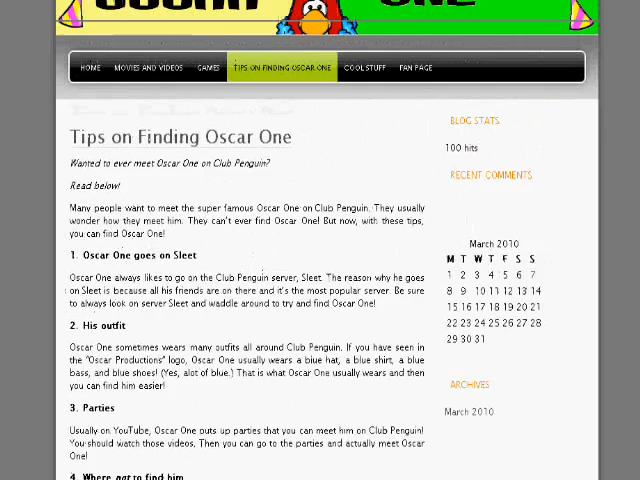 HOME MOVIES AND VIDEOS GAMES TIPS ON FINDING OSCAR ONE COOL STUFF FAN PAGE
Tips on Finding Oscar One
Wanted to ever meet Oscar One on Club Penguin?
Read below!
Many people want to meet the super famous Oscar One on Club Penguin. They usually
wonder how they meet him. They can't ever find Oscar One! But now, with these tips,
you can find Oscar One!
1. Oscar One goes on Sleet
Oscar One always likes to go on the Club Penguin server, Sleet. The reason why he goes
on Sleet is because all his friends are on there and it's the most popular server. Be sure
to always look on server Sleet and waddle around to try and find Oscar One!
2. His outfit
Oscar One sometimes wears many outfits all around Club Penguin. If you have seen in
the "Oscar Productions" logo, Oscar One usually wears a blue hat, a blue shirt, a blue
bass, and blue shoes! (Yes, alot of blue.) That is what Oscar One usually wears and then
you can find him easier!
3. Parties
Usually on YouTube, Oscar One puts up parties that you can meet him on Club Penguin!
You should watch those videos. Then you can go to the parties and actually meet Oscar
One!
4. Where not to find him
BLOG STATS
100 hits
RECENT COMMENTS
March 2010
M T W T F S S
1 2 3 4 5 6 7
8 9 10 11 12 13 14
15 16 17 18 19 20 21
22 23 24 25 26 27 28
29 30 31
ARCHIVES
March 2010